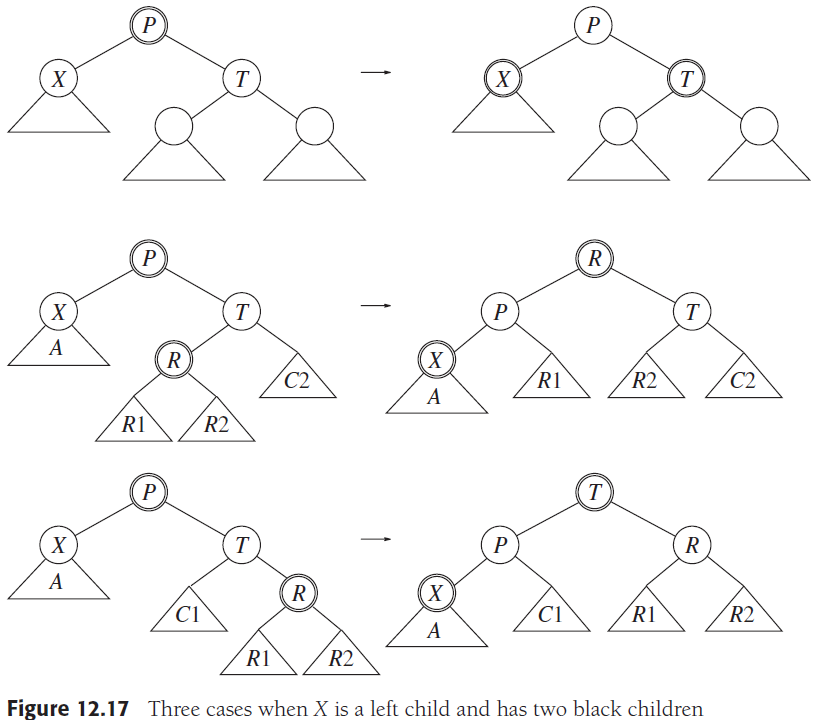 P
P
X
T
X
T
P
R
X
T
P
T
A
R
C2
X
R1
R2
C2
A
R1
R2
P
T
X
T
P
R
A
C1
R
X
C1
R1
R2
A
R1
R2
Figure 12.17 Three cases when X is a left child and has two black children